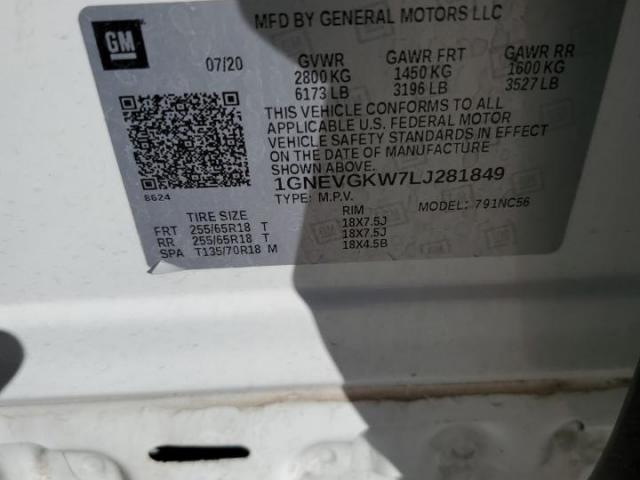 GM
MFD BY GENERAL MOTORS LLC
07/20
GVWR GAWR FRT GAWR RR
2800 KG 1450 KG 1600 KG
6173 LB 3196 LB 3527 LB
THIS VEHICLE CONFORMS TO ALL
APPLICABLE U.S. FEDERAL MOTOR
VEHICLE SAFETY STANDARDS IN EFFECT
ON THE DATE OF MANUFACTURE
8624
1GNEVGKW7LJ281849
TYPE: M.P.V. MODEL: 791NC56
TIRE SIZE RIM
FRT 255/65R18 T 18X7.5J
RR 255/65R18 T 18X7.5J
SPA T135/70R18 M 18X4.5B